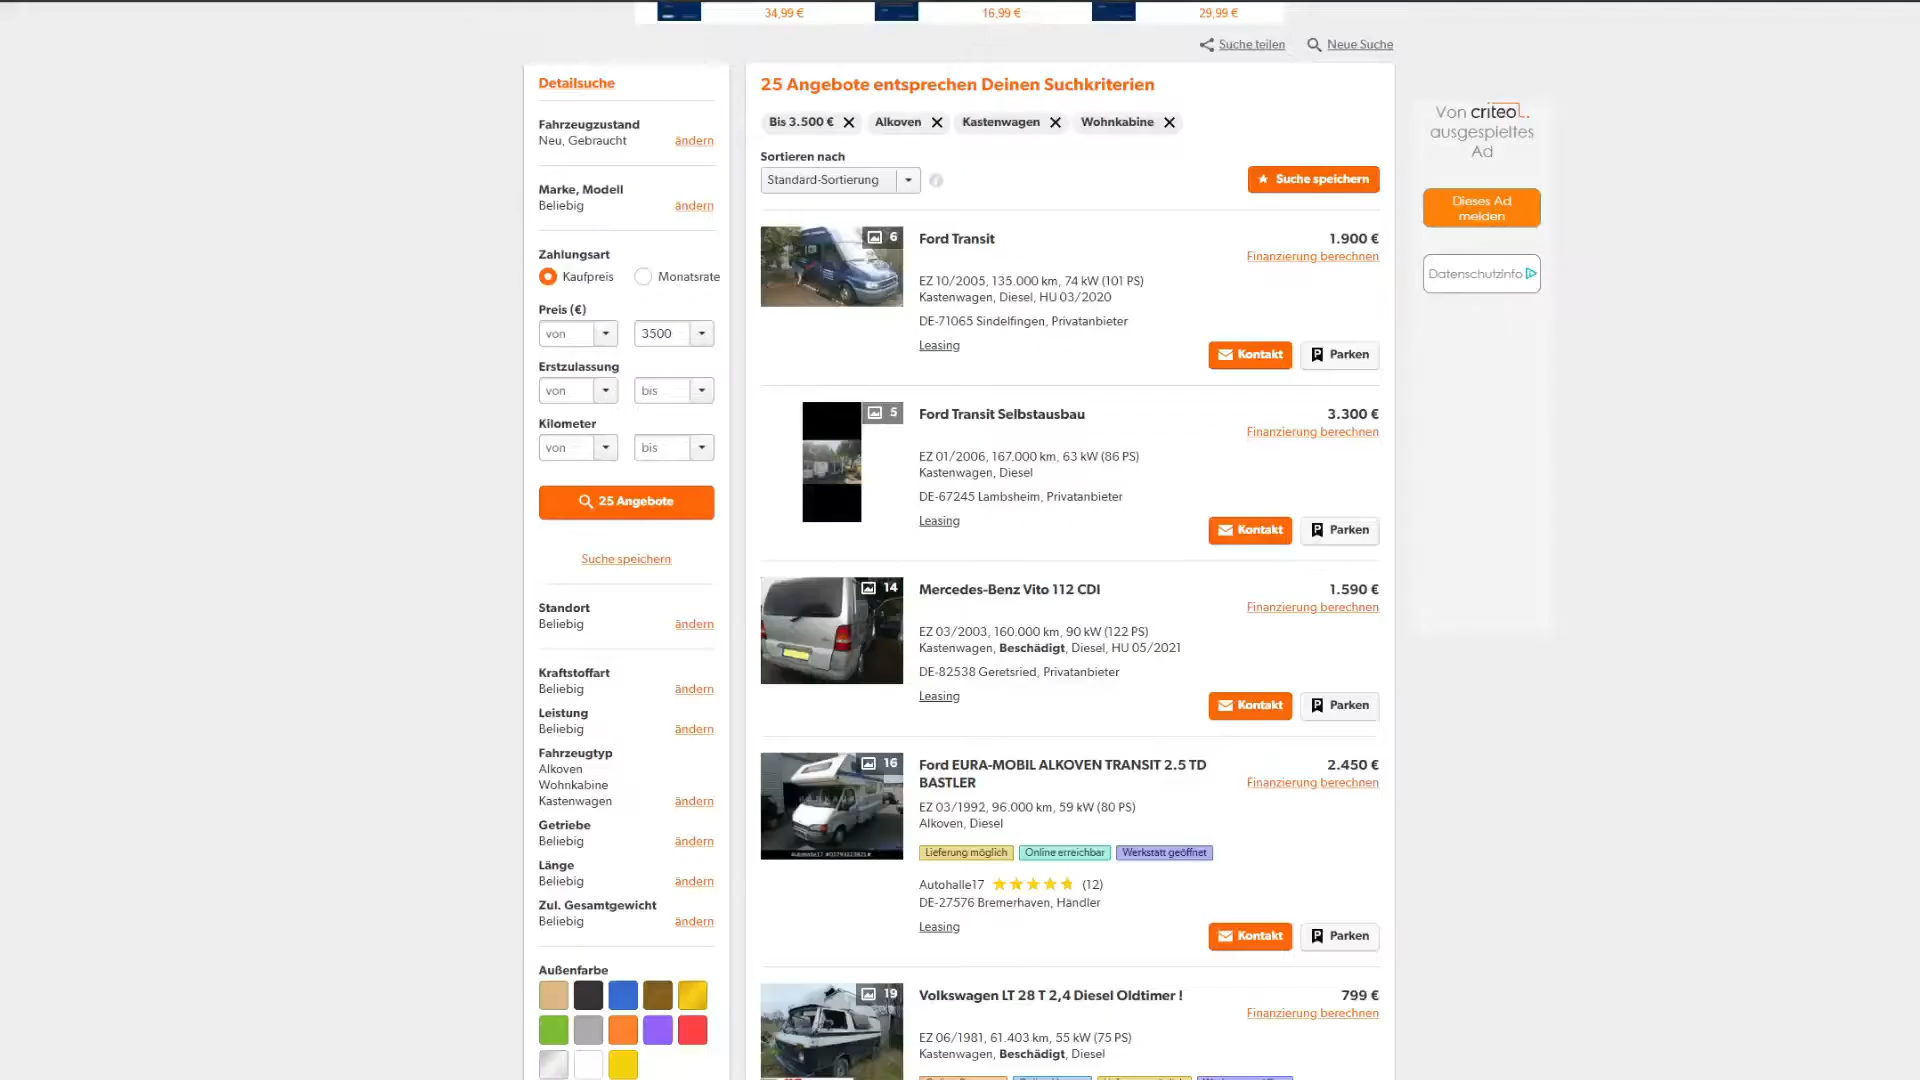 34,99 €
16,99 €
29,99 €
Suche teilen
Neue Suche
Detailsuche
Fahrzeugzustand
Neu, Gebraucht
ändern
Marke, Modell
Beliebig
ändern
Zahlungsart
Kaufpreis
Monatsrate
Preis (€)
von
3500
Erstzulassung
von
bis
Kilometer
von
bis
25 Angebote
Suche speichern
Standort
Beliebig
ändern
Kraftstoffart
Beliebig
ändern
Leistung
Beliebig
ändern
Fahrzeugtyp
Alkoven
Wohnkabine
Kastenwagen
ändern
Getriebe
Beliebig
ändern
Länge
Beliebig
ändern
Zul. Gesamtgewicht
Beliebig
ändern
Außenfarbe
25 Angebote entsprechen Deinen Suchkriterien
Bis 3.500 €
Alkoven
Kastenwagen
Wohnkabine
Sortieren nach
Standard-Sortierung
Suche speichern
6
Ford Transit
1.900 €
Finanzierung berechnen
EZ 10/2005, 135.000 km, 74 kW (101 PS)
Kastenwagen, Diesel, HU 03/2020
DE-71065 Sindelfingen, Privatanbieter
Leasing
Kontakt
Parken
5
Ford Transit Selbstausbau
3.300 €
Finanzierung berechnen
EZ 01/2006, 167.000 km, 63 kW (86 PS)
Kastenwagen, Diesel
DE-67245 Lambsheim, Privatanbieter
Leasing
Kontakt
Parken
14
Mercedes-Benz Vito 112 CDI
1.590 €
Finanzierung berechnen
EZ 03/2003, 160.000 km, 90 kW (122 PS)
Kastenwagen, Beschädigt, Diesel, HU 05/2021
DE-82538 Geretsried, Privatanbieter
Leasing
Kontakt
Parken
16
Ford EURA-MOBIL ALKOVEN TRANSIT 2.5 TD
BASTLER
2.450 €
Finanzierung berechnen
EZ 03/1992, 96.000 km, 59 kW (80 PS)
Alkoven, Diesel
Lieferung möglich
Online erreichbar
Werkstatt geöffnet
Autohalle17
(12)
DE-27576 Bremerhaven, Händler
Leasing
Kontakt
Parken
19
Volkswagen LT 28 T 2,4 Diesel Oldtimer !
799 €
Finanzierung berechnen
EZ 06/1981, 61.403 km, 55 kW (75 PS)
Kastenwagen, Beschädigt, Diesel
Von criteo
ausgespieltes
Ad
Dieses Ad
melden
Datenschutzinfo